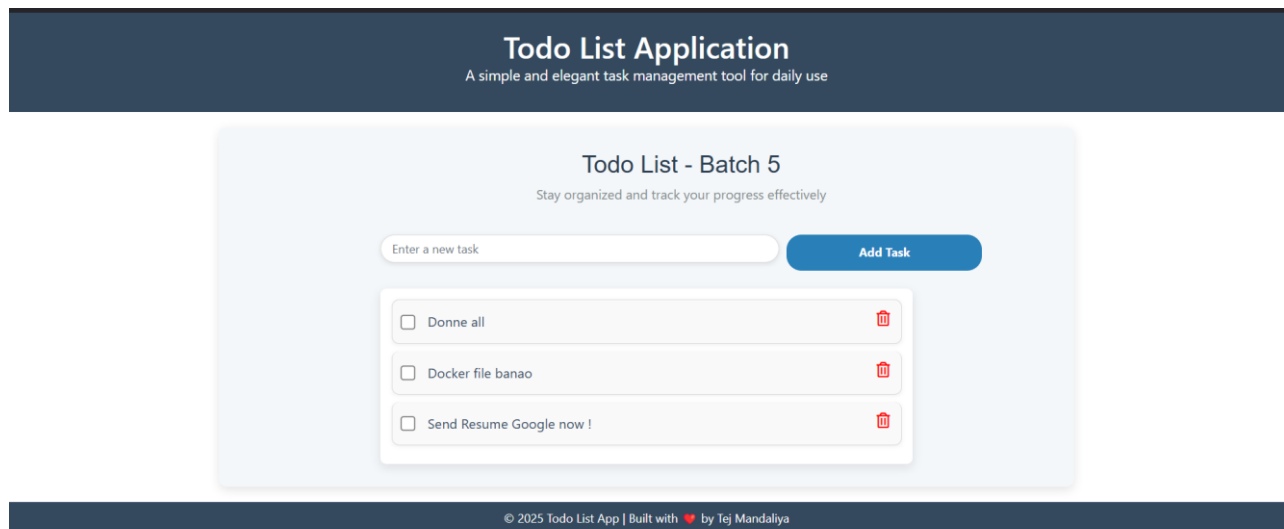 Todo List Application
A simple and elegant task management tool for daily use
Todo List - Batch 5
Stay organized and track your progress effectively
Enter a new task
Add Task
Donne all
Docker file banao
Send Resume Google now !
© 2025 Todo List App | Built with ❤️ by Tej Mandaliya